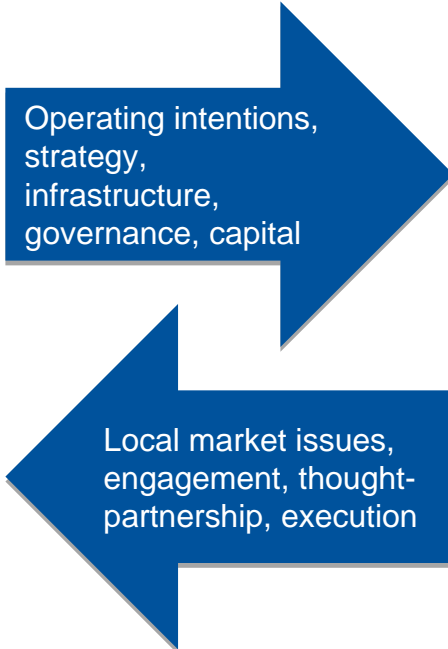 Operating intentions,
strategy,
infrastructure,
governance, capital
Local market issues,
engagement, thought-
partnership, execution